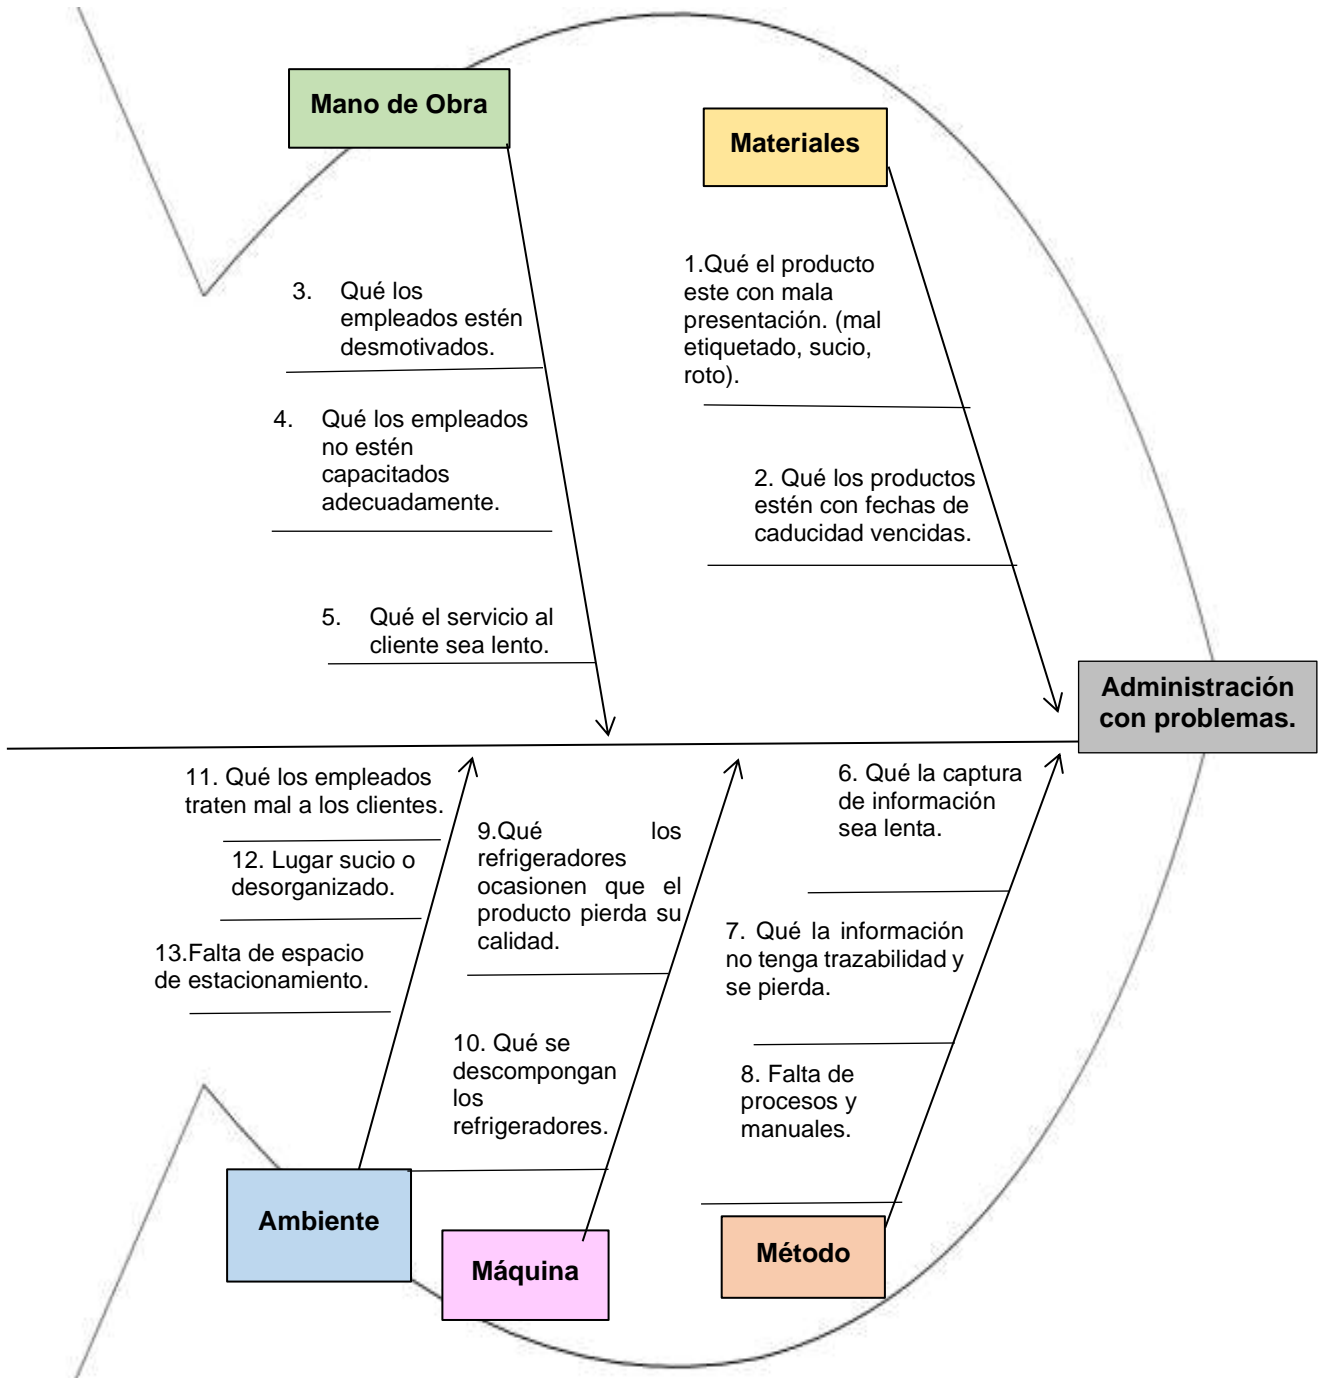 Mano de Obra
Materiales
1.Qué el producto
este con mala
presentación. (mal
etiquetado, sucio,
roto).
2. Qué los productos
estén con fechas de
caducidad vencidas.
3. Qué los
empleados estén
desmotivados.
4. Qué los empleados
no estén
capacitados
adecuadamente.
5. Qué el servicio al
cliente sea lento.
Administración
con problemas.
6. Qué la captura
de información
sea lenta.
7. Qué la información
no tenga trazabilidad y
se pierda.
8. Falta de
procesos y
manuales.
9.Qué los
refrigeradores
ocasionen que el
producto pierda su
calidad.
10. Qué se
descompongan
los
refrigeradores.
11. Qué los empleados
traten mal a los clientes.
12. Lugar sucio o
desorganizado.
13.Falta de espacio
de estacionamiento.
Ambiente
Máquina
Método